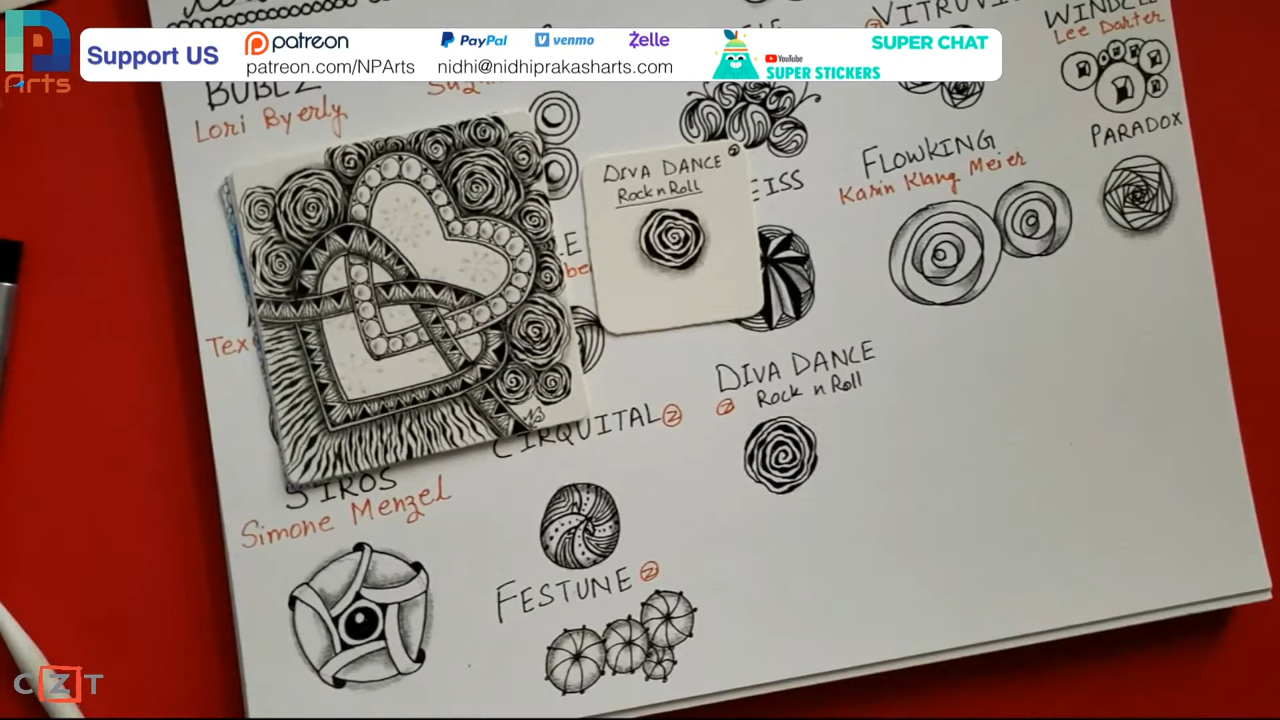 Arts
Support US
patreon
patreon.com/NPArts
PayPal
venmo
Zelle
nidhi@nidhiprakasharts.com
YouTube
SUPER STICKERS
SUPER CHAT
BUBLZ
Lori Byerly
WINDELL
Lee Darter
FLOWKING
Karin Klang Meier
PARADOX
DIVA DANCE
Rock n Roll
EISS
Tex
DIVA DANCE
Rock n Roll
CIRQUITAL
SIROS
Simone Menzel
FESTUNE
CZT